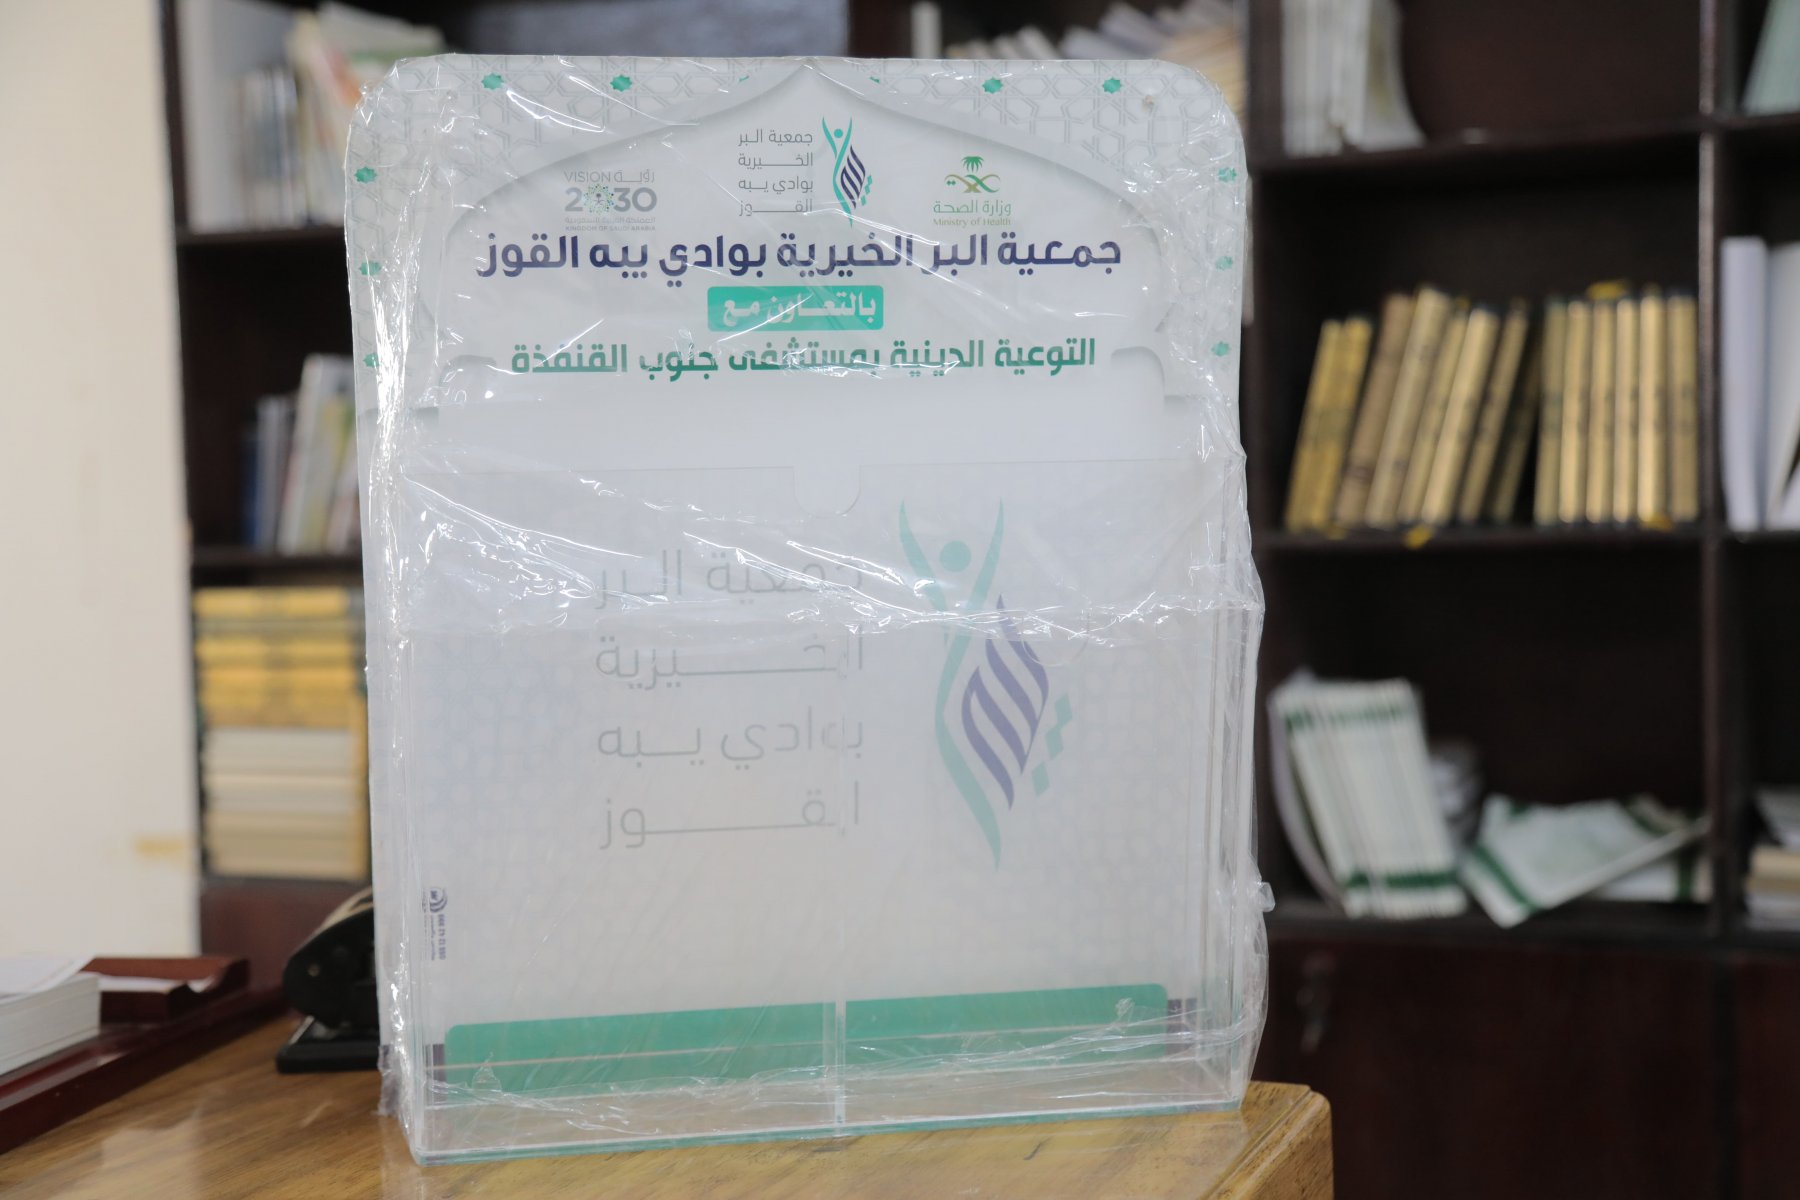 جمعية البر
الخيرية
بوادي يبه
القوز
VISION رؤية
2030
المملكة العربية السعودية
KINGDOM OF SAUDI ARABIA
وزارة الصحة
Ministry of Health
جمعية البر الخيرية بوادي يبه القوز
بالتعاون مع
التوعية الدينية بمستشفى جنوب القنفذة
جمعية البر
الخيرية
بوادي يبه
القوز